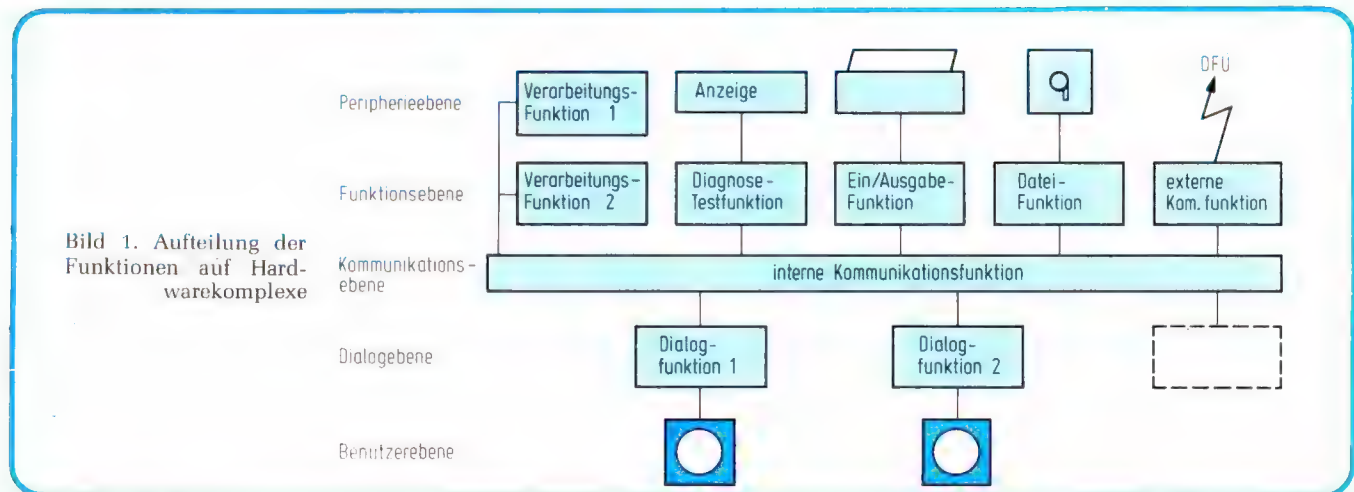 Bild 1. Aufteilung der
Funktionen auf Hard-
warekomplexe
Peripherieebene
Verarbeitungs-
Funktion 1
Anzeige
DFÜ
Funktionsebene
Verarbeitungs-
Funktion 2
Diagnose-
Testfunktion
Ein/Ausgabe-
Funktion
Datei-
Funktion
externe
Kom. funktion
Kommunikations-
ebene
interne Kommunikationsfunktion
Dialogebene
Dialog-
funktion 1
Dialog-
funktion 2
Benutzerebene